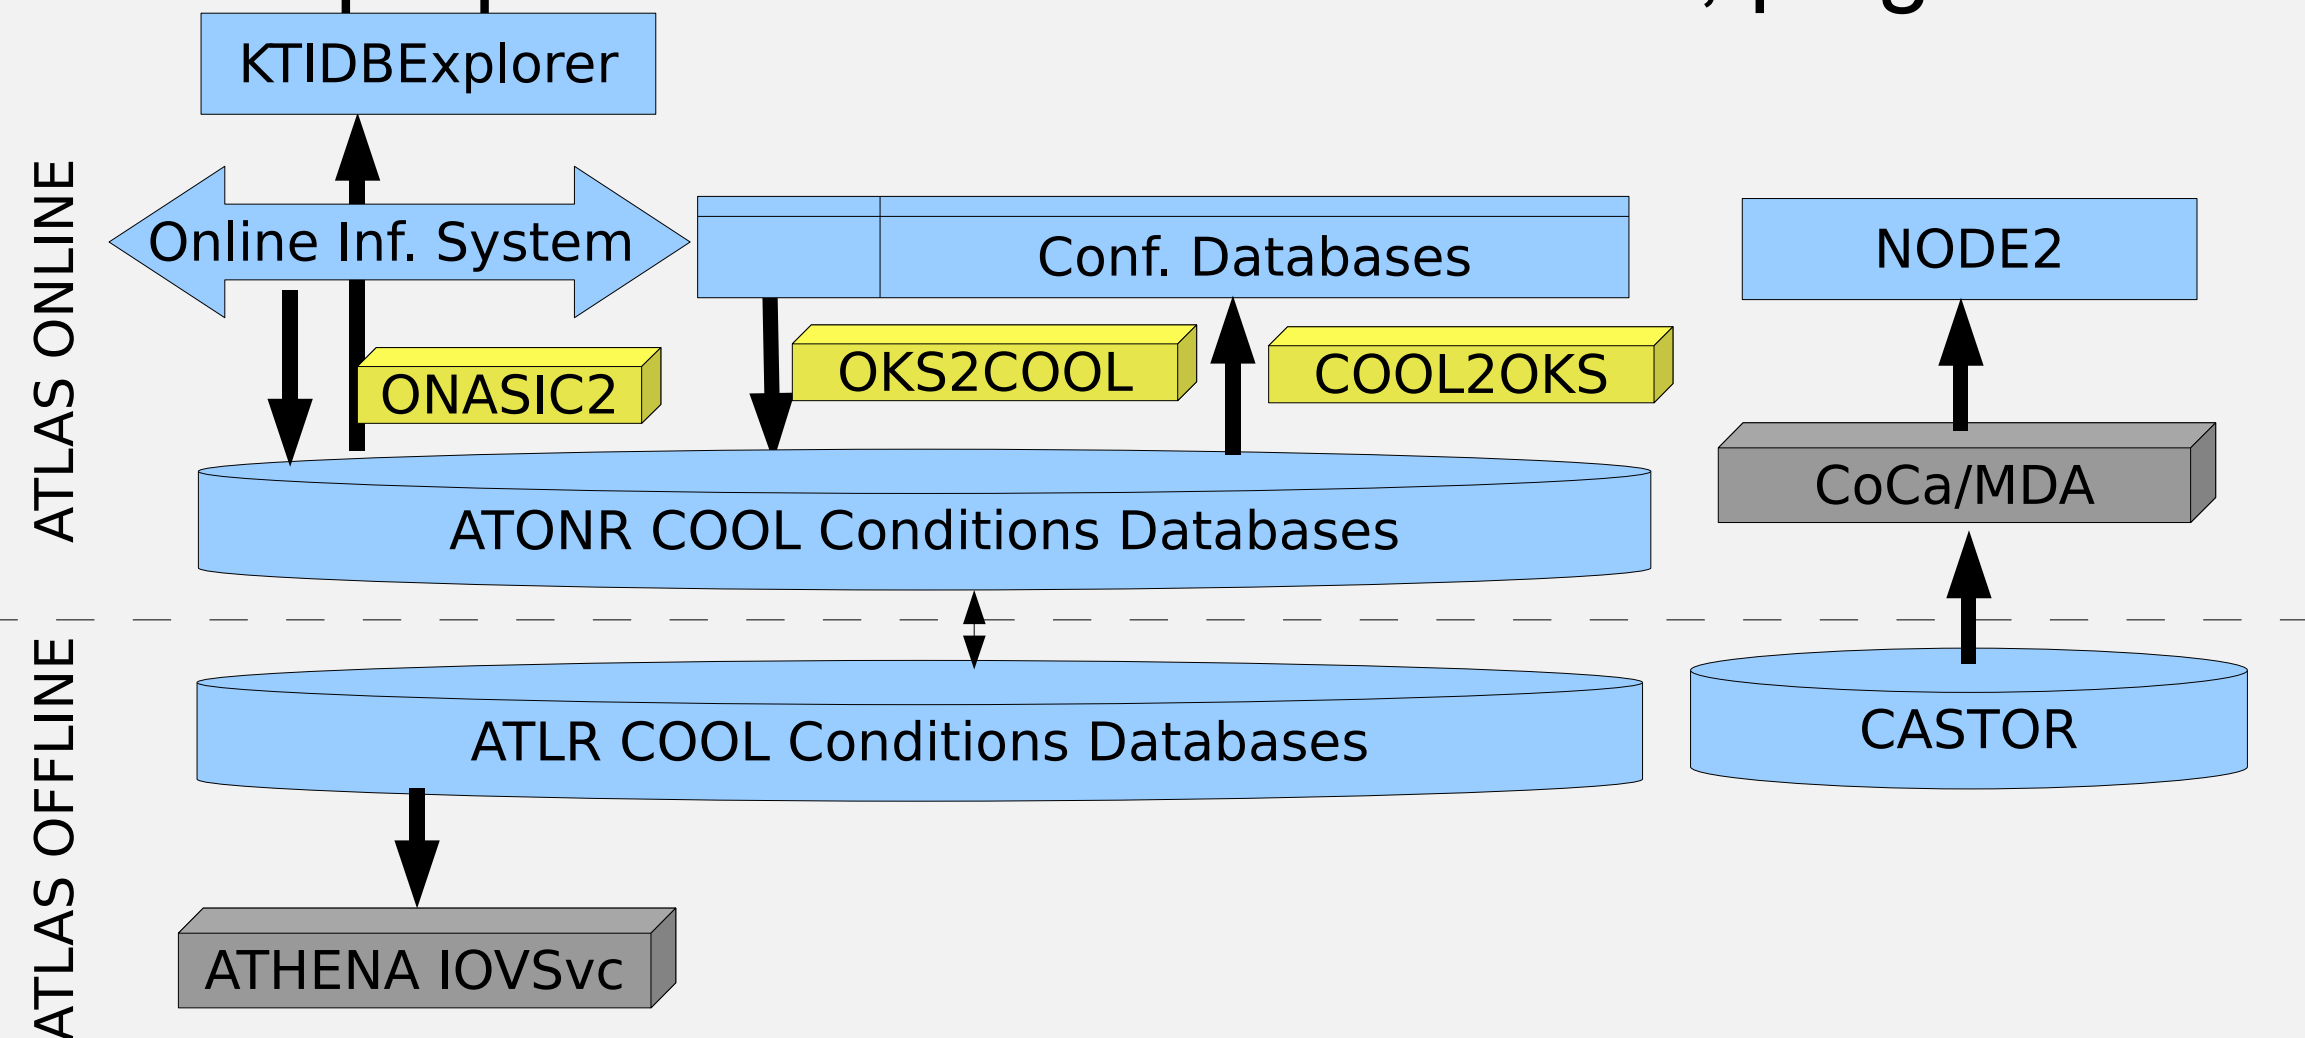 KTIDBExplorer
ATLAS ONLINE
Online Inf. System
Conf. Databases
NODE2
ONASIC2
OKS2COOL
COOL2OKS
CoCa/MDA
ATONR COOL Conditions Databases
ATLAS OFFLINE
ATLR COOL Conditions Databases
CASTOR
ATHENA IOVSvc